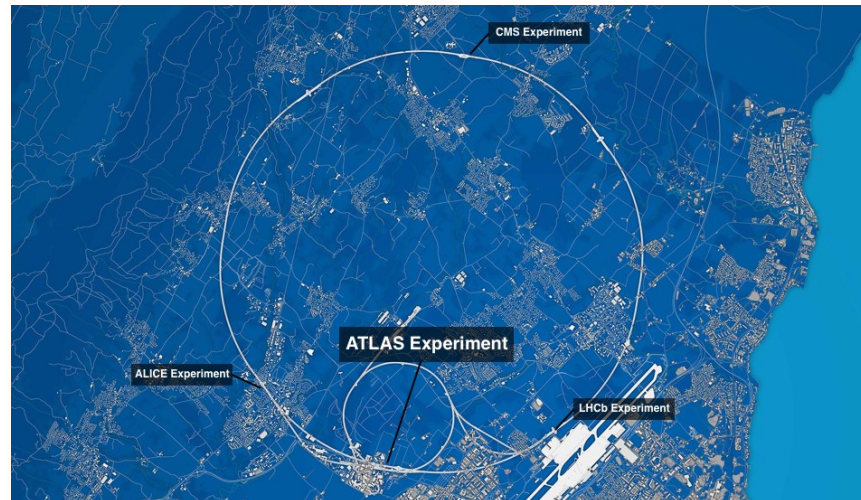 CMS Experiment
ATLAS Experiment
ALICE Experiment
LHCb Experiment